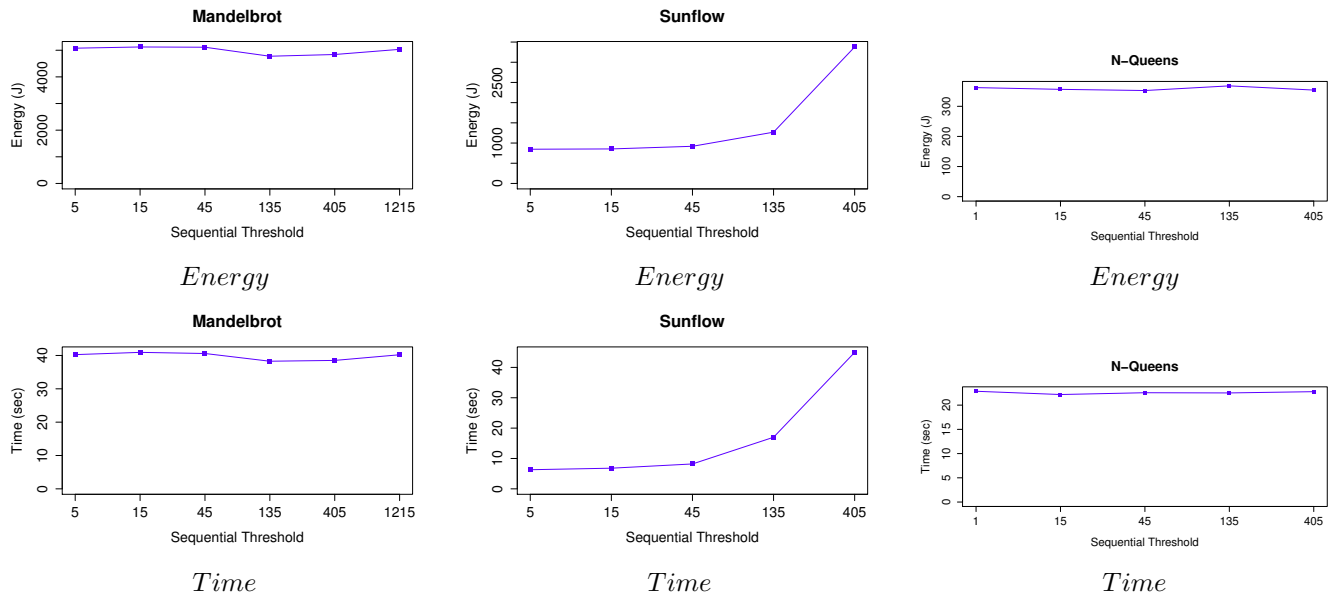 Mandelbrot
Energy (J)
0 2000 4000
5 15 45 135 405 1215
Sequential Threshold
Energy
Sunflow
Energy (J)
0 1000 2500
5 15 45 135 405
Sequential Threshold
Energy
N−Queens
Energy (J)
0 100 200 300
1 15 45 135 405
Sequential Threshold
Energy
Mandelbrot
Time (sec)
0 10 20 30 40
5 15 45 135 405 1215
Sequential Threshold
Time
Sunflow
Time (sec)
0 10 20 30 40
5 15 45 135 405
Sequential Threshold
Time
N−Queens
Time (sec)
0 5 10 15 20
1 15 45 135 405
Sequential Threshold
Time